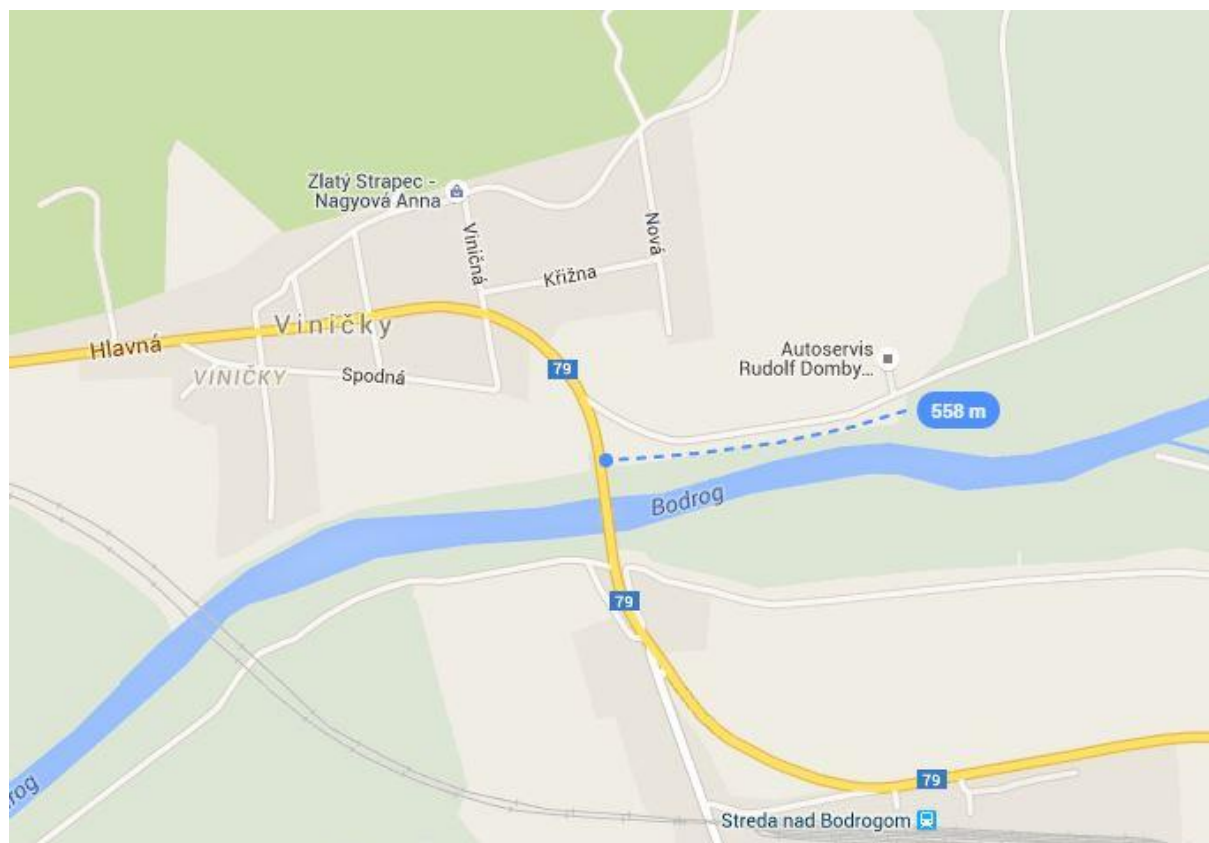 Zlatý Strapec -
Nagyová Anna
Viničná
Nová
Křižna
Viničky
Hlavná
VINIČKY
Spodná
79
Autoservis
Rudolf Domby...
558 m
Bodrog
79
79
rog
Streda nad Bodrogom